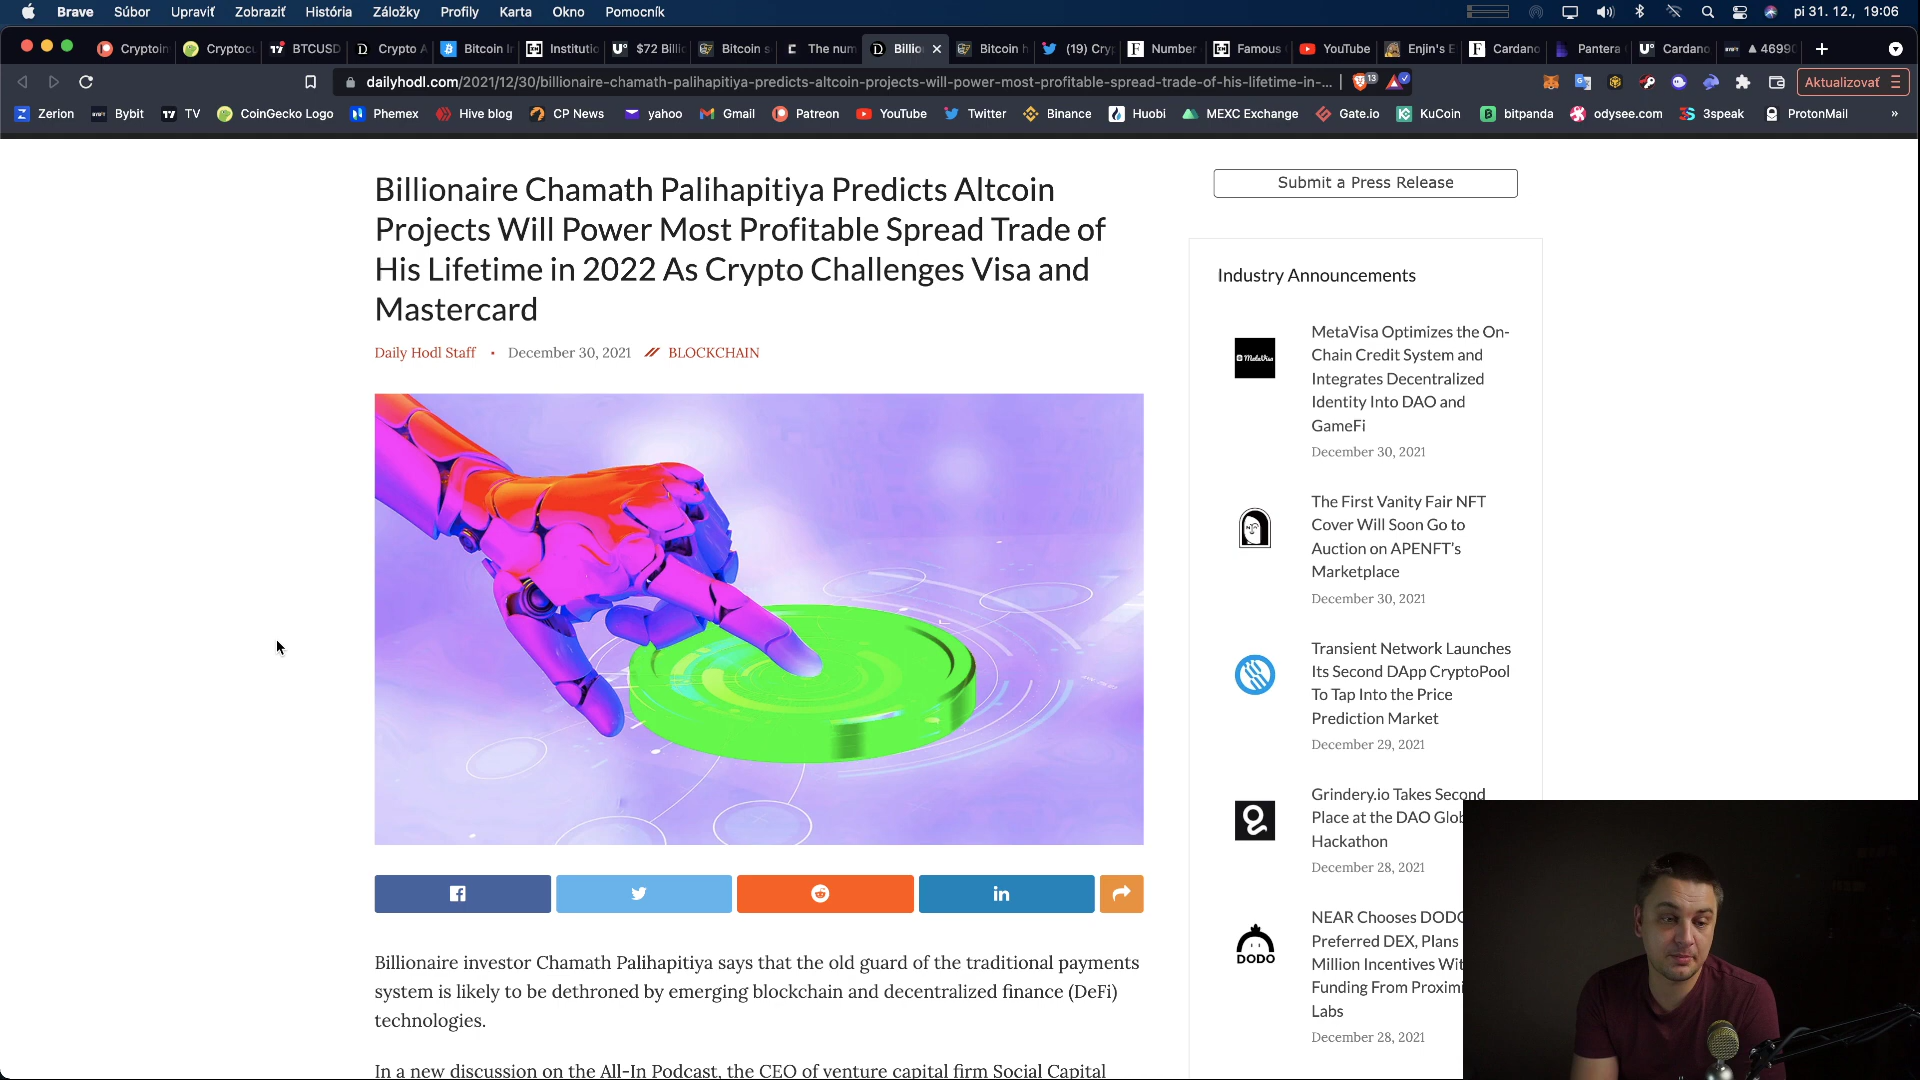 Brave Súbor Upraviť Zobraziť História Záložky Profily Karta Okno Pomocník pi 31. 12., 19:06
Cryptoin Cryptocu BTCUSD Crypto A Bitcoin In Institutio $72 Billi Bitcoin s The num Billio Bitcoin h (19) Cry Number Famous YouTube Enjin's E Cardano Pantera Cardano ▲ 4699
dailyhodl.com/2021/12/30/billionaire-chamath-palihapitiya-predicts-altcoin-projects-will-power-most-profitable-spread-trade-of-his-lifetime-in-... 13 Aktualizovať
Zerion Bybit TV CoinGecko Logo Phemex Hive blog CP News yahoo Gmail Patreon YouTube Twitter Binance Huobi MEXC Exchange Gate.io KuCoin bitpanda odysee.com 3speak ProtonMail »
Billionaire Chamath Palihapitiya Predicts Altcoin
Projects Will Power Most Profitable Spread Trade of
His Lifetime in 2022 As Crypto Challenges Visa and
Mastercard
Daily Hodl Staff • December 30, 2021 // BLOCKCHAIN
Billionaire investor Chamath Palihapitiya says that the old guard of the traditional payments
system is likely to be dethroned by emerging blockchain and decentralized finance (DeFi)
technologies.
In a new discussion on the All-In Podcast, the CEO of venture capital firm Social Capital
Submit a Press Release
Industry Announcements
MetaVisa
MetaVisa Optimizes the On-
Chain Credit System and
Integrates Decentralized
Identity Into DAO and
GameFi
December 30, 2021
The First Vanity Fair NFT
Cover Will Soon Go to
Auction on APENFT's
Marketplace
December 30, 2021
Transient Network Launches
Its Second DApp CryptoPool
To Tap Into the Price
Prediction Market
December 29, 2021
Grindery.io Takes Second
Place at the DAO Glob
Hackathon
December 28, 2021
DODO
NEAR Chooses DODO
Preferred DEX, Plans
Million Incentives Wit
Funding From Proximi
Labs
December 28, 2021